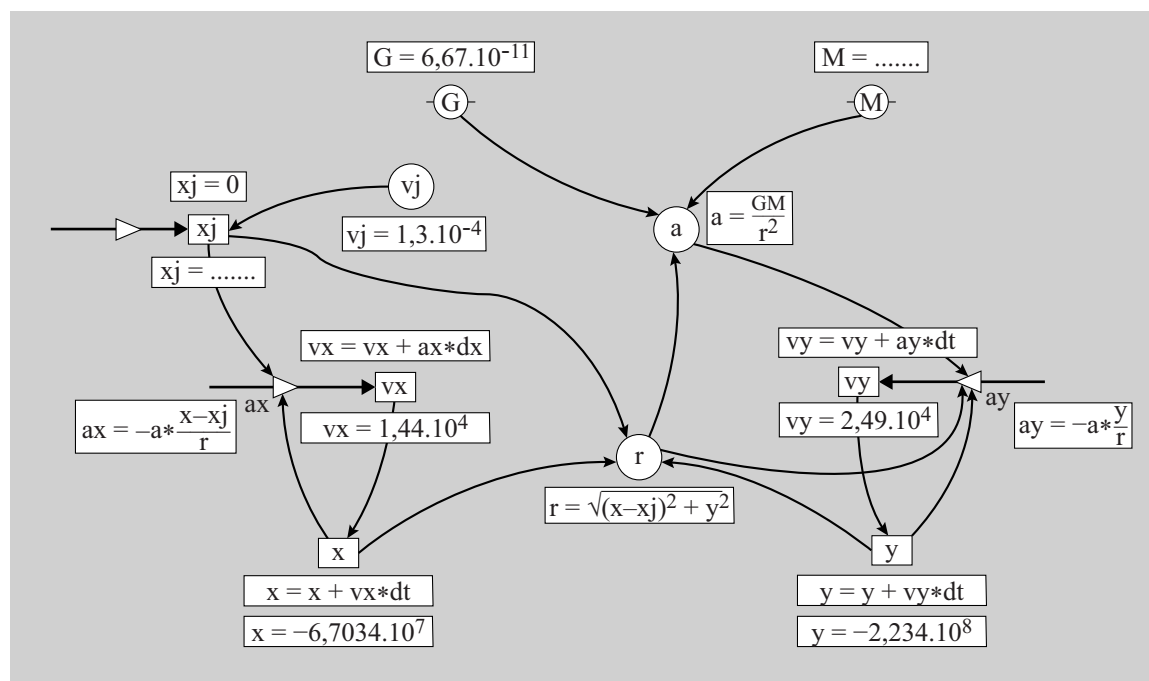 G = 6,67.10⁻¹¹
M = .......
G
M
xj = 0
vj
xj
vj = 1,3.10⁻⁴
a
a = GM/r²
xj = .......
vx = vx + ax*dx
vy = vy + ay*dt
vx
vy
ax
ay
ax = –a*x–xj/r
vx = 1,44.10⁴
vy = 2,49.10⁴
ay = –a*y/r
r
r = √(x–xj)² + y²
x
y
x = x + vx*dt
y = y + vy*dt
x = −6,7034.10⁷
y = −2,234.10⁸